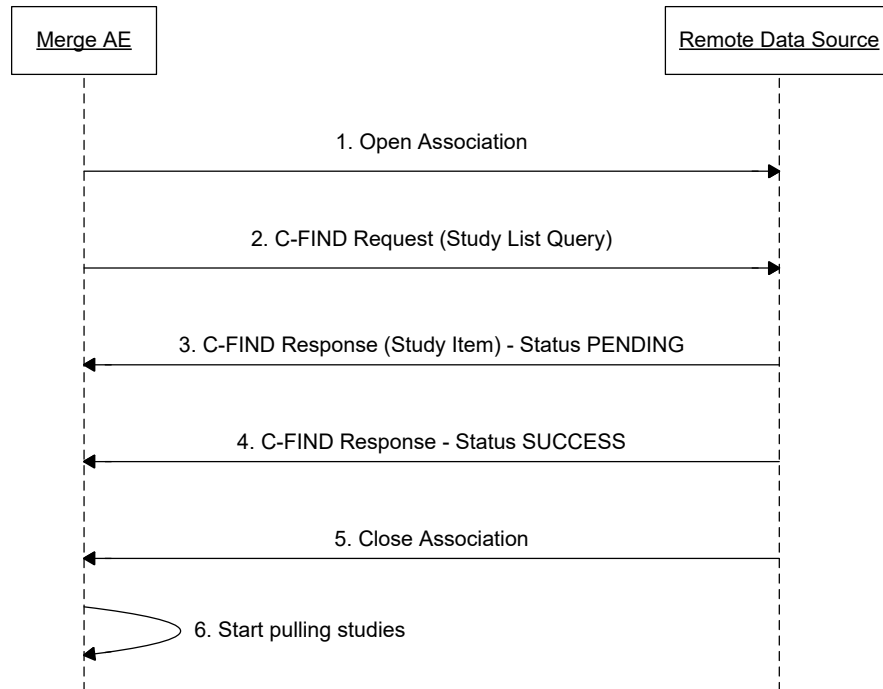 Merge AE
Remote Data Source
1. Open Association
2. C-FIND Request (Study List Query)
3. C-FIND Response (Study Item) - Status PENDING
4. C-FIND Response - Status SUCCESS
5. Close Association
6. Start pulling studies